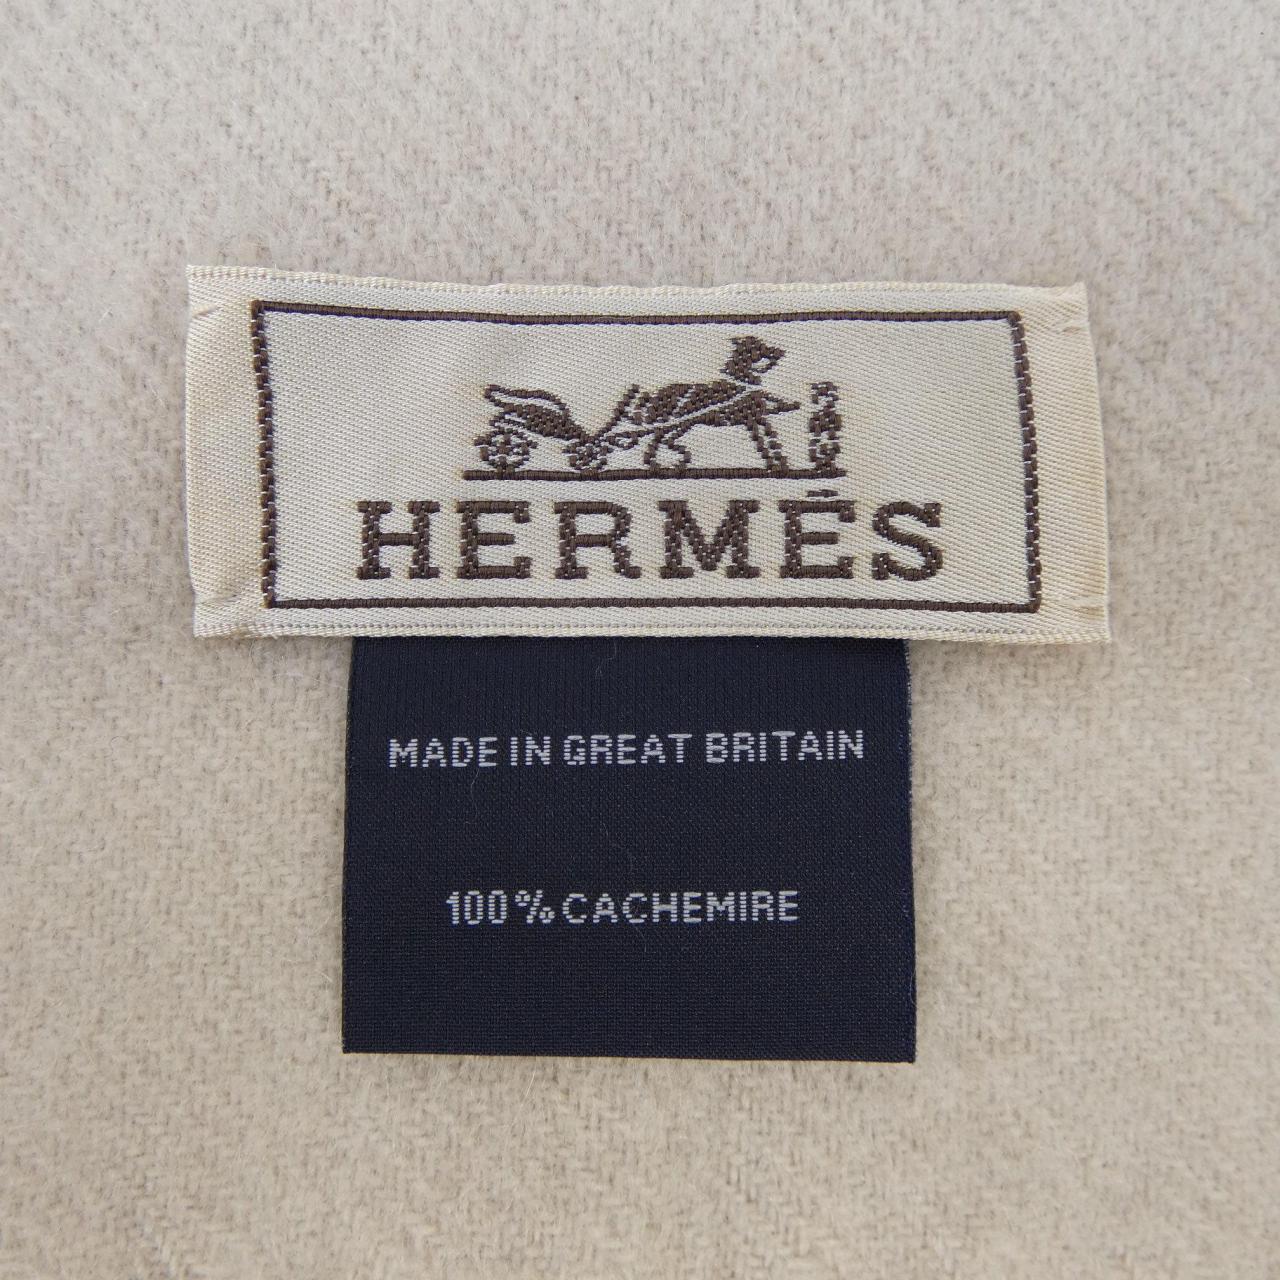 HERMÈS
MADE IN GREAT BRITAIN
100% CACHEMIRE